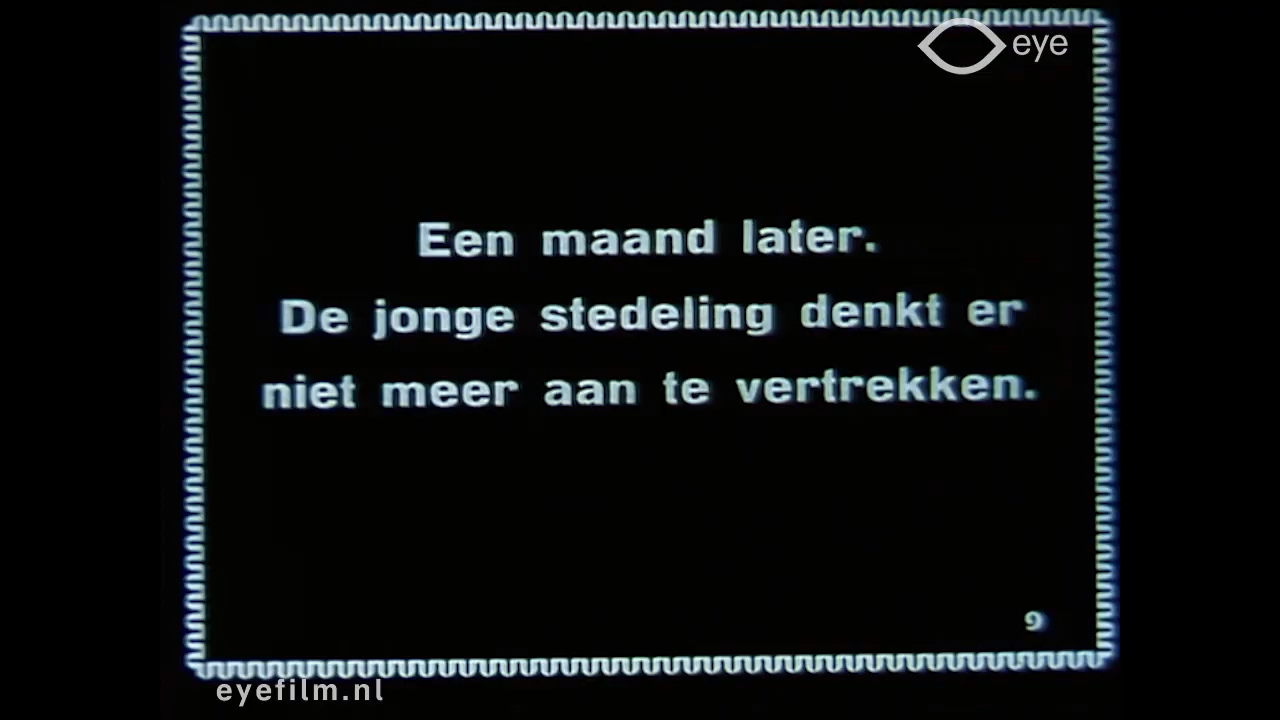 eye
Een maand later.
De jonge stedeling denkt er
niet meer aan te vertrekken.
9
eyefilm.nl